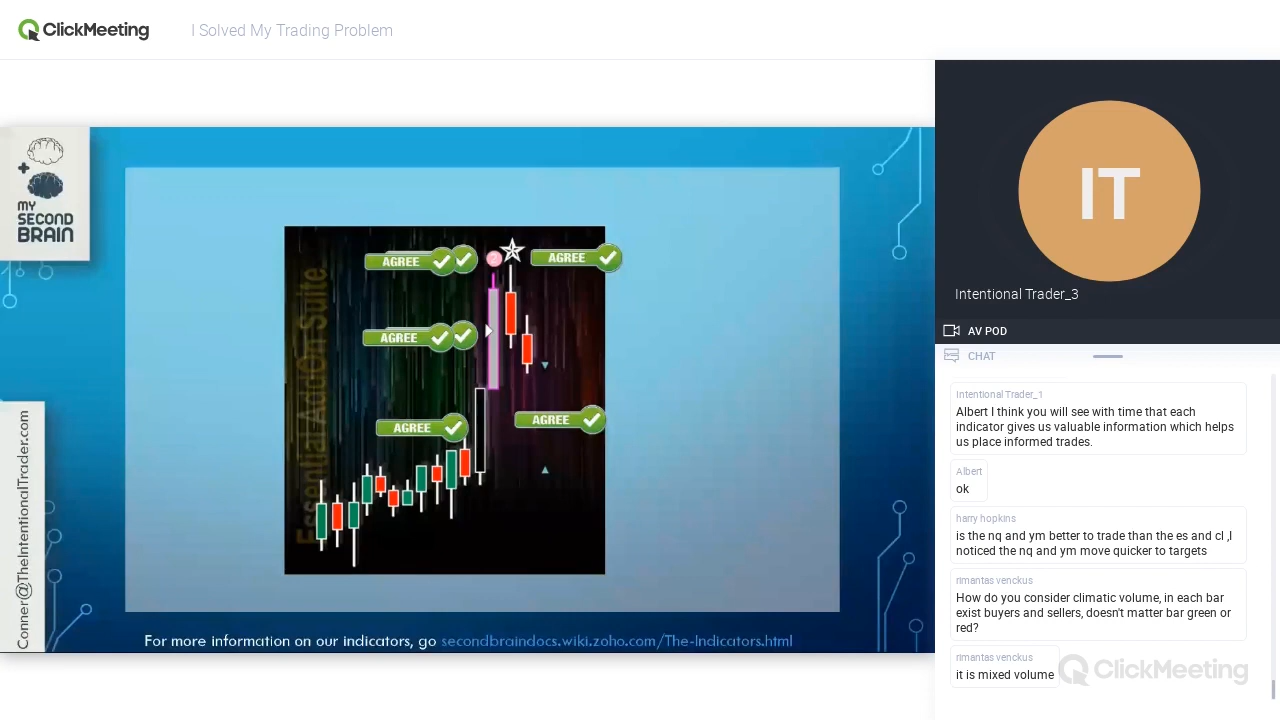 ClickMeeting
I Solved My Trading Problem
MY
SECOND
BRAIN
Conner@TheIntentionalTrader.com
Essential AddOn Suite
AGREE
AGREE
AGREE
AGREE
AGREE
For more information on our indicators, go secondbraindocs.wiki.zoho.com/The-Indicators.html
IT
Intentional Trader_3
AV POD
CHAT
Intentional Trader_1
Albert I think you will see with time that each
indicator gives us valuable information which helps
us place informed trades.
Albert
ok
harry hopkins
is the nq and ym better to trade than the es and cl ,I
noticed the nq and ym move quicker to targets
rimantas venckus
How do you consider climatic volume, in each bar
exist buyers and sellers, doesn't matter bar green or
red?
rimantas venckus
it is mixed volume
ClickMeeting